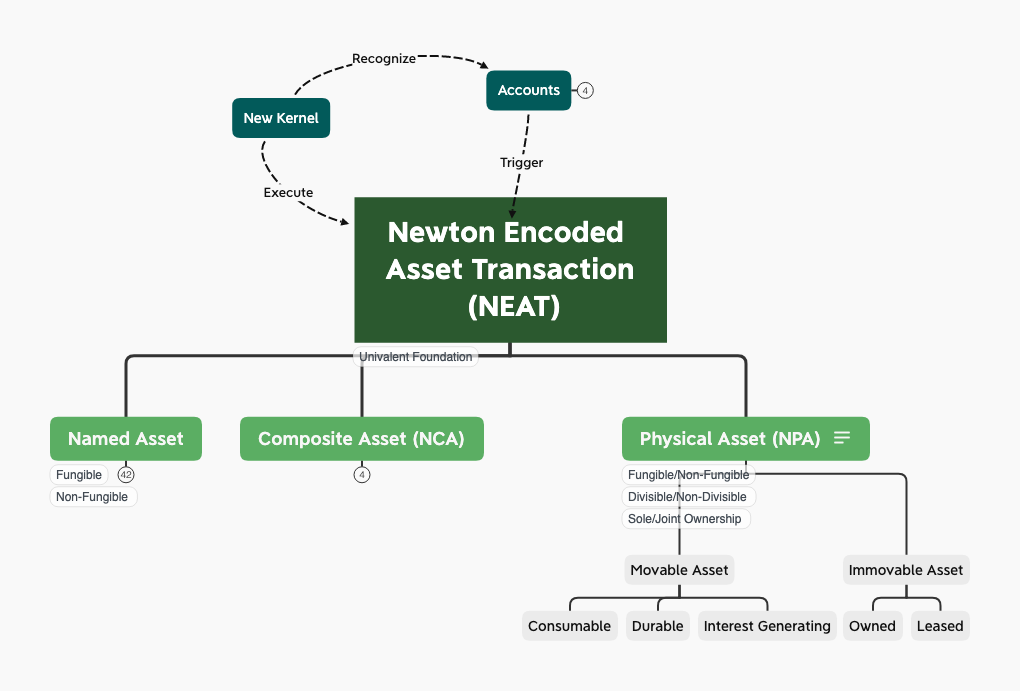 Recognize
Accounts
4
New Kernel
Trigger
Execute
Newton Encoded
Asset Transaction
(NEAT)
Univalent Foundation
Named Asset
Composite Asset (NCA)
Physical Asset (NPA)
Fungible
42
4
Fungible/Non-Fungible
Non-Fungible
Divisible/Non-Divisible
Sole/Joint Ownership
Movable Asset
Immovable Asset
Consumable
Durable
Interest Generating
Owned
Leased